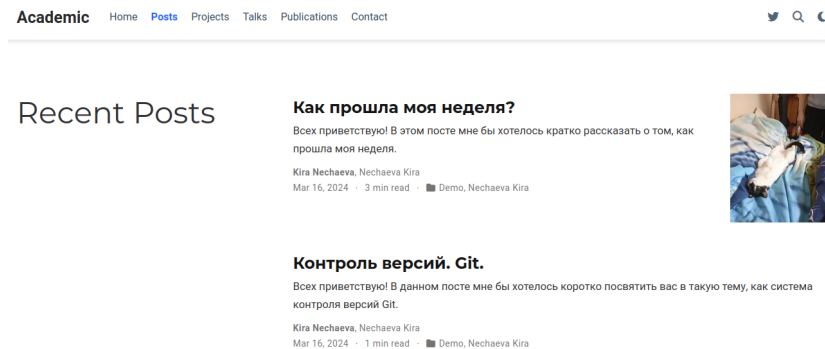 Academic Home Posts Projects Talks Publications Contact
Recent Posts
Как прошла моя неделя?
Всех приветствую! В этом посте мне бы хотелось кратко рассказать о том, как
прошла моя неделя.
Kira Nechaeva, Nechaeva Kira
Mar 16, 2024 · 3 min read · Demo, Nechaeva Kira
Контроль версий. Git.
Всех приветствую! В данном посте мне бы хотелось коротко посвятить вас в такую тему, как система
контроля версий Git.
Kira Nechaeva, Nechaeva Kira
Mar 16, 2024 · 1 min read · Demo, Nechaeva Kira